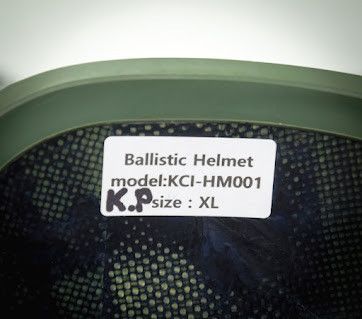 Ballistic Helmet
model:KCI-HM001
K.P size : XL